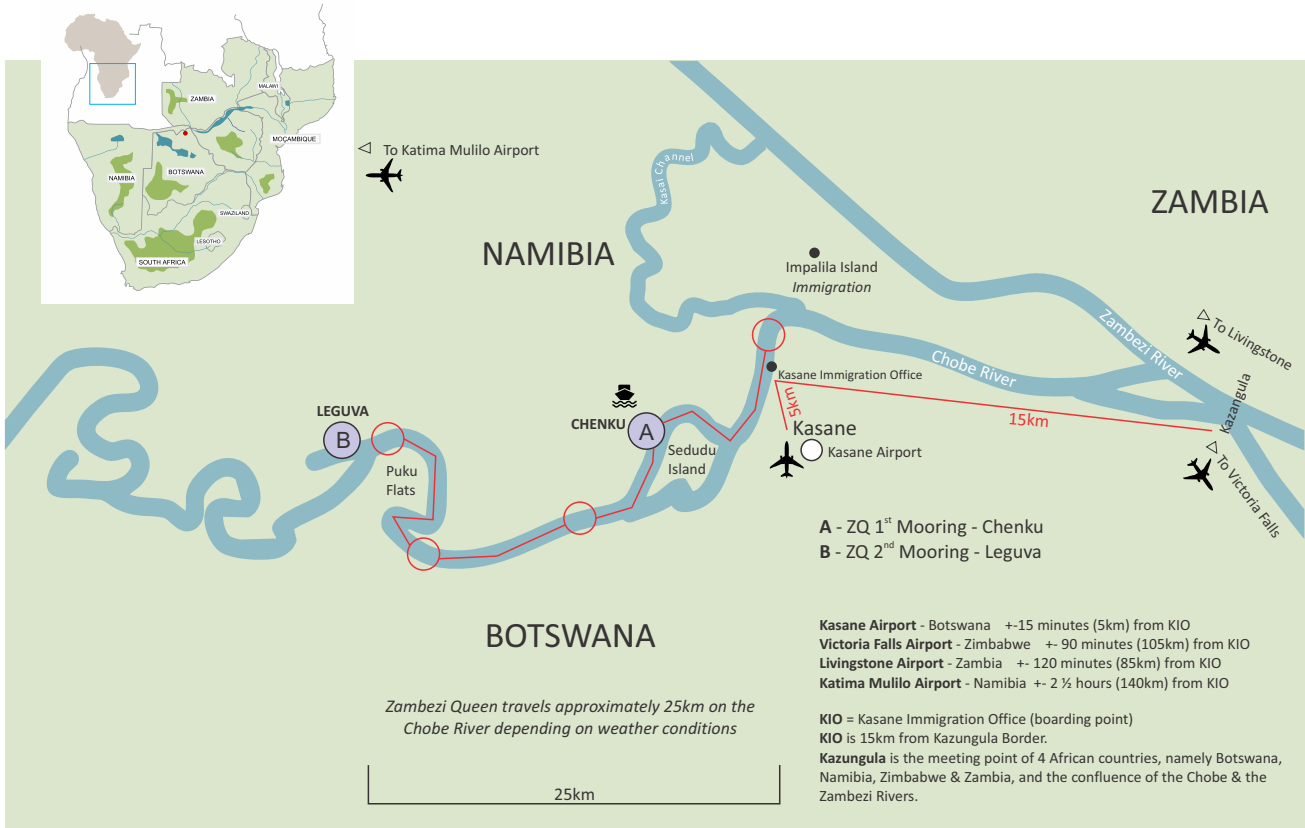 ZAMBIA
MALAWI
MOÇAMBIQUE
NAMIBIA
BOTSWANA
SWAZILAND
LESOTHO
SOUTH AFRICA
To Katima Mulilo Airport
Kasai Channel
ZAMBIA
NAMIBIA
Impalila Island
Immigration
Zambezi River
To Livingstone
Chobe River
Kasane Immigration Office
Kazangula
LEGUVA
B
CHENKU
A
5km
15km
Kasane
Kasane Airport
Sedudu
Island
Puku
Flats
To Victoria Falls
A - ZQ 1st Mooring - Chenku
B - ZQ 2nd Mooring - Leguva
BOTSWANA
Kasane Airport - Botswana +-15 minutes (5km) from KIO
Victoria Falls Airport - Zimbabwe +- 90 minutes (105km) from KIO
Livingstone Airport - Zambia +- 120 minutes (85km) from KIO
Katima Mulilo Airport - Namibia +- 2 ½ hours (140km) from KIO
Zambezi Queen travels approximately 25km on the
Chobe River depending on weather conditions
KIO = Kasane Immigration Office (boarding point)
KIO is 15km from Kazungula Border.
Kazungula is the meeting point of 4 African countries, namely Botswana,
Namibia, Zimbabwe & Zambia, and the confluence of the Chobe & the
Zambezi Rivers.
25km